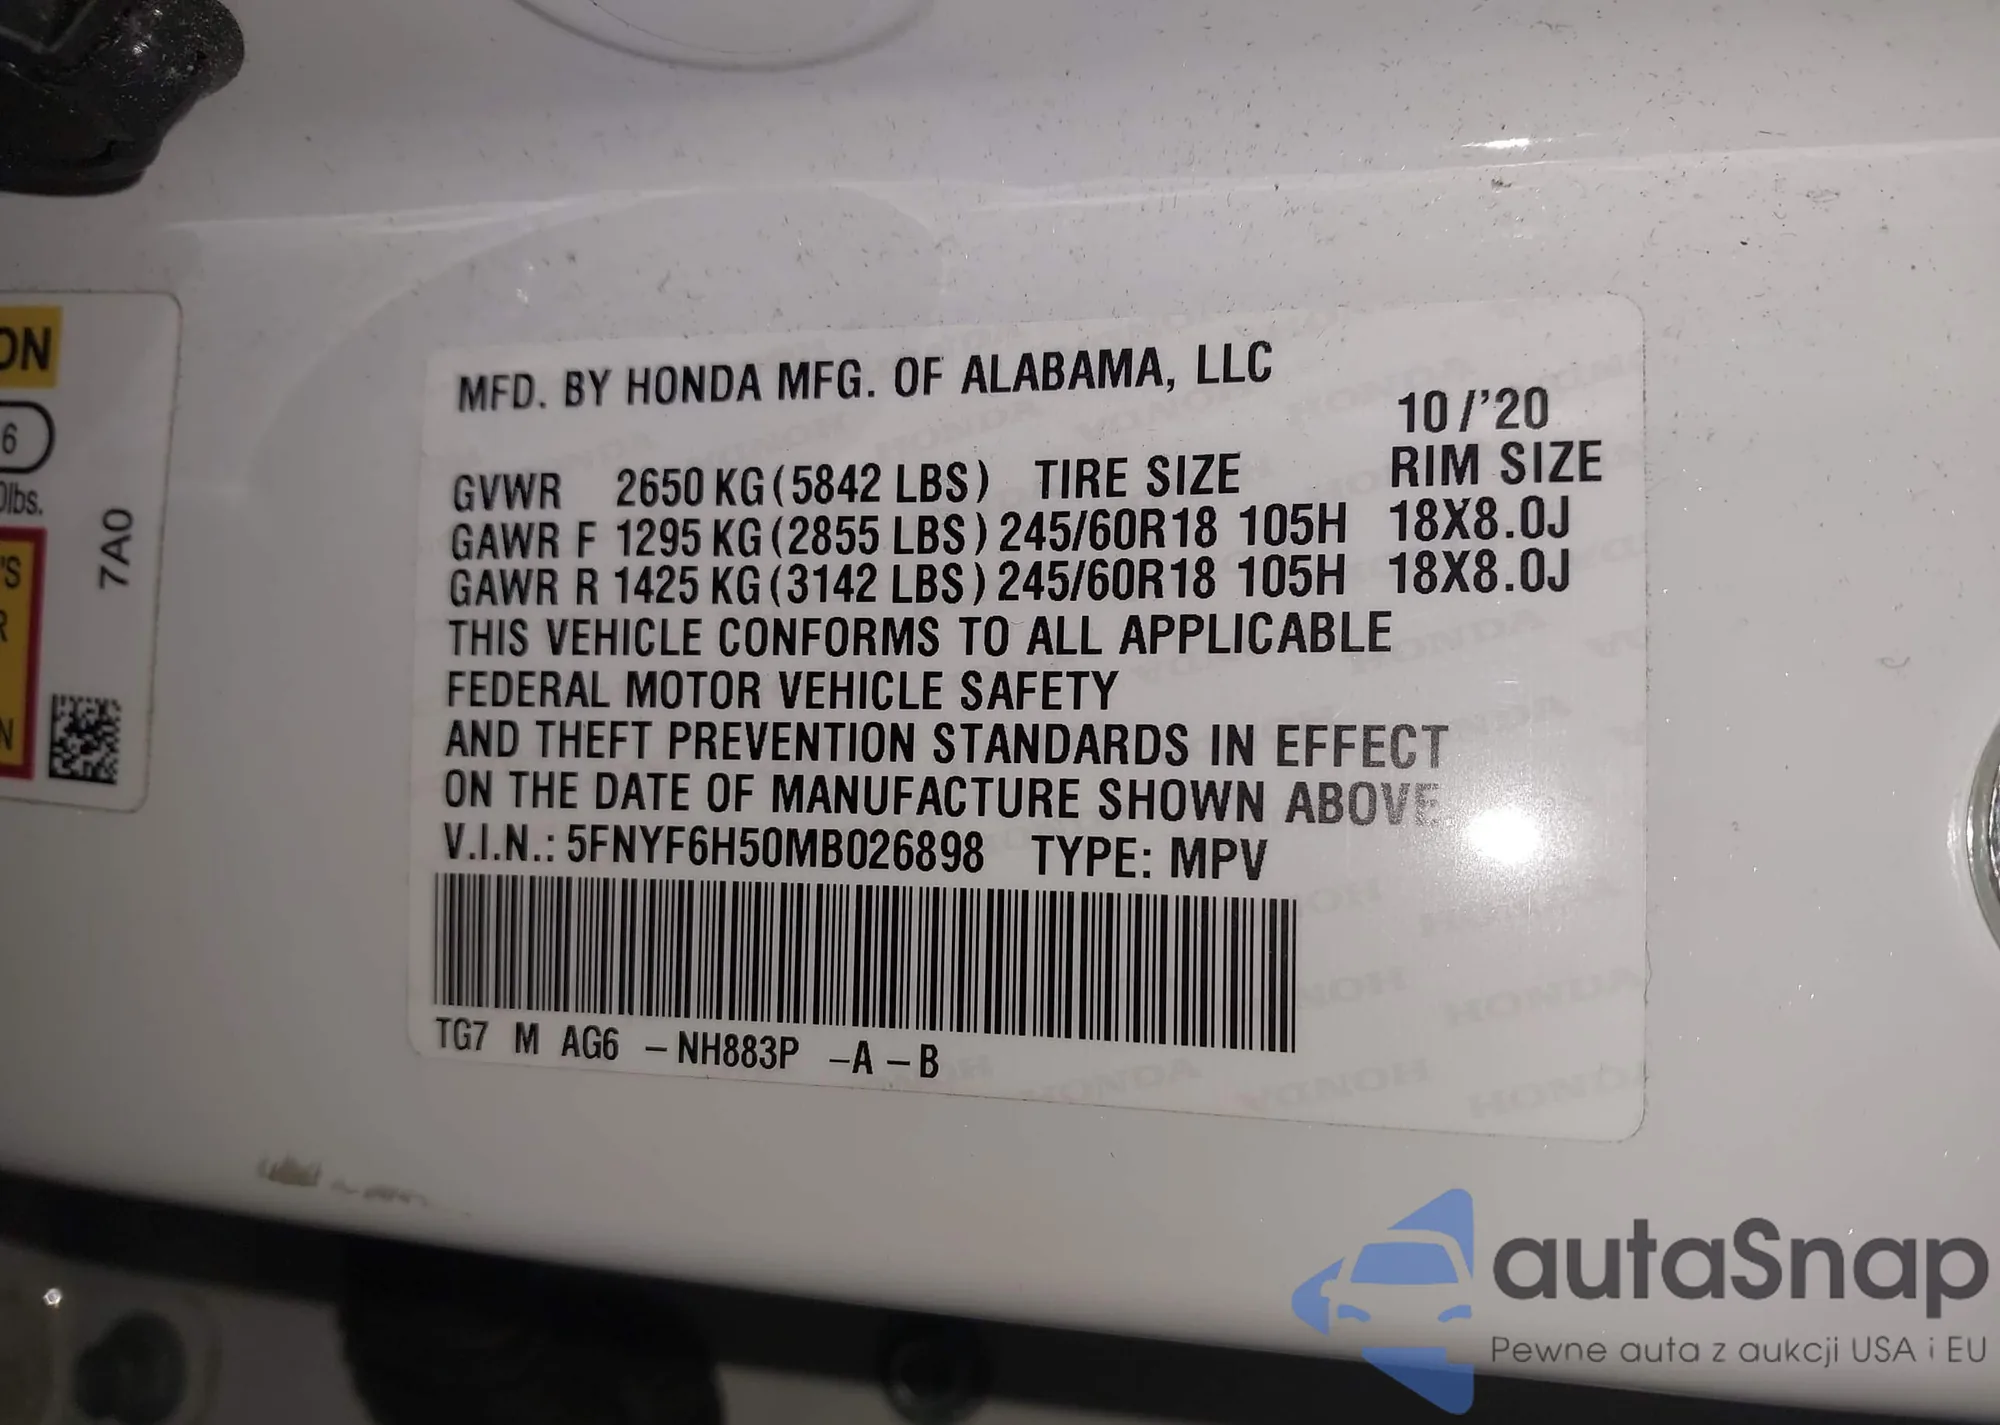 MFD. BY HONDA MFG. OF ALABAMA, LLC
10/'20
GVWR 2650 KG (5842 LBS) TIRE SIZE RIM SIZE
GAWR F 1295 KG (2855 LBS) 245/60R18 105H 18X8.0J
GAWR R 1425 KG (3142 LBS) 245/60R18 105H 18X8.0J
THIS VEHICLE CONFORMS TO ALL APPLICABLE
FEDERAL MOTOR VEHICLE SAFETY
AND THEFT PREVENTION STANDARDS IN EFFECT
ON THE DATE OF MANUFACTURE SHOWN ABOVE
V.I.N.: 5FNYF6H50MB026898 TYPE: MPV
TG7 M AG6 –NH883P –A –B
ON
6
0lbs.
'S
R
N
7A0
autaSnap
Pewne auta z aukcji USA i EU